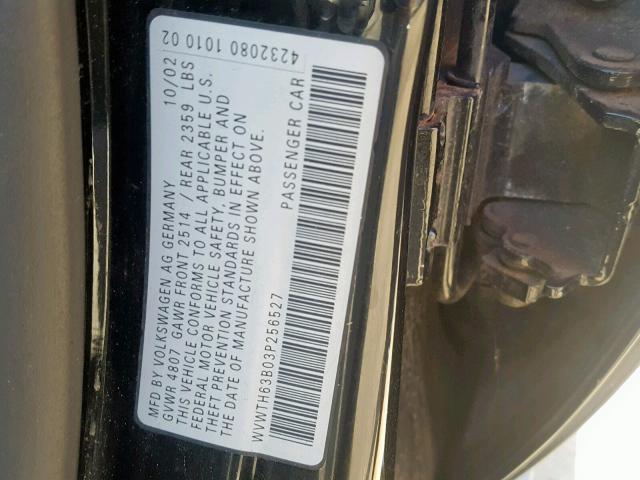 MFD BY VOLKSWAGEN AG GERMANY 10/02
GVWR 4807 GAWR FRONT 2514 / REAR 2359 LBS
THIS VEHICLE CONFORMS TO ALL APPLICABLE U.S.
FEDERAL MOTOR VEHICLE SAFETY, BUMPER AND
THEFT PREVENTION STANDARDS IN EFFECT ON
THE DATE OF MANUFACTURE SHOWN ABOVE.
WVWTH63B03P256527 PASSENGER CAR
4232080 1010 02